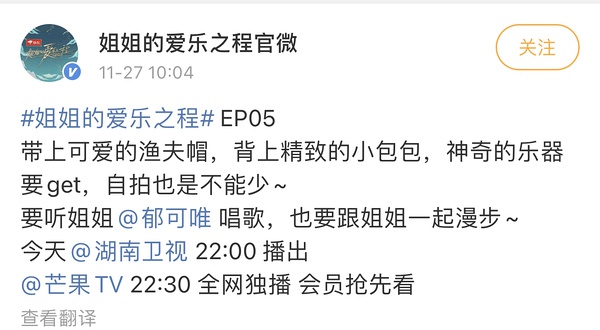 姐姐的爱乐之程官微
11-27 10:04
关注
#姐姐的爱乐之程# EP05
带上可爱的渔夫帽，背上精致的小包包，神奇的乐器
要get，自拍也是不能少~
要听姐姐@郁可唯 唱歌，也要跟姐姐一起漫步~
今天@湖南卫视 22:00 播出
@芒果TV 22:30 全网独播 会员抢先看
查看翻译